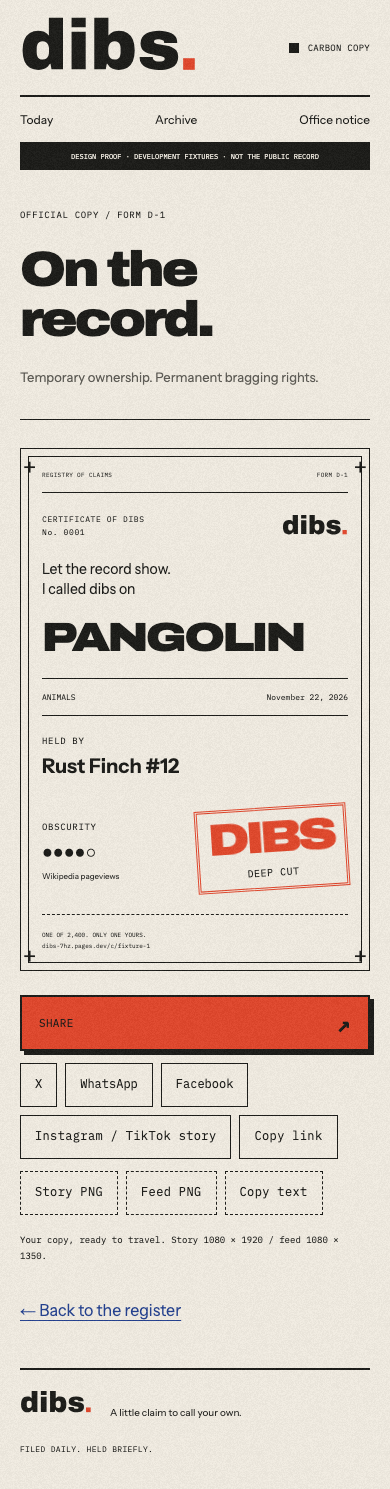 dibs.
CARBON COPY
Today Archive Office notice
DESIGN PROOF · DEVELOPMENT FIXTURES · NOT THE PUBLIC RECORD
OFFICIAL COPY / FORM D-1
On the
record.
Temporary ownership. Permanent bragging rights.
REGISTRY OF CLAIMS FORM D-1
CERTIFICATE OF DIBS
No. 0001
dibs.
Let the record show.
I called dibs on
PANGOLIN
ANIMALS November 22, 2026
HELD BY
Rust Finch #12
OBSCURITY
Wikipedia pageviews
DIBS
DEEP CUT
ONE OF 2,400. ONLY ONE YOURS.
dibs-7hz.pages.dev/c/fixture-1
SHARE ↗
X WhatsApp Facebook
Instagram / TikTok story Copy link
Story PNG Feed PNG Copy text
Your copy, ready to travel. Story 1080 × 1920 / feed 1080 ×
1350.
← Back to the register
dibs. A little claim to call your own.
FILED DAILY. HELD BRIEFLY.